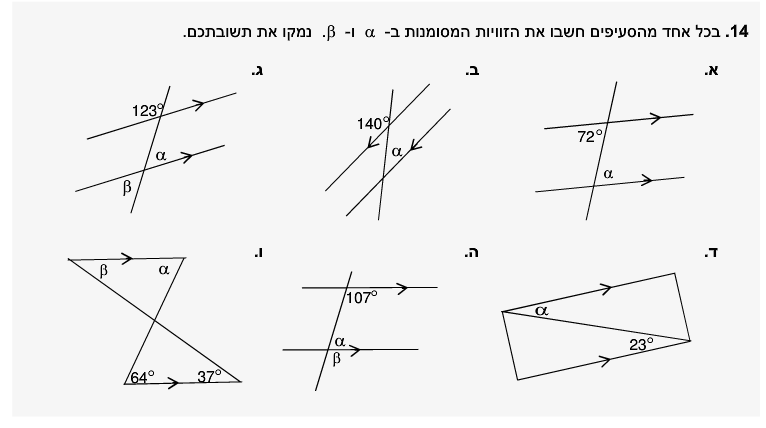 14. בכל אחד מהסעיפים חשבו את הזוויות המסומנות ב- α ו- β. נמקו את תשובתכם.
א.
72°
α
ב.
140°
α
ג.
123°
α
β
ד.
α
23°
ה.
107°
α
β
ו.
β
α
64°
37°